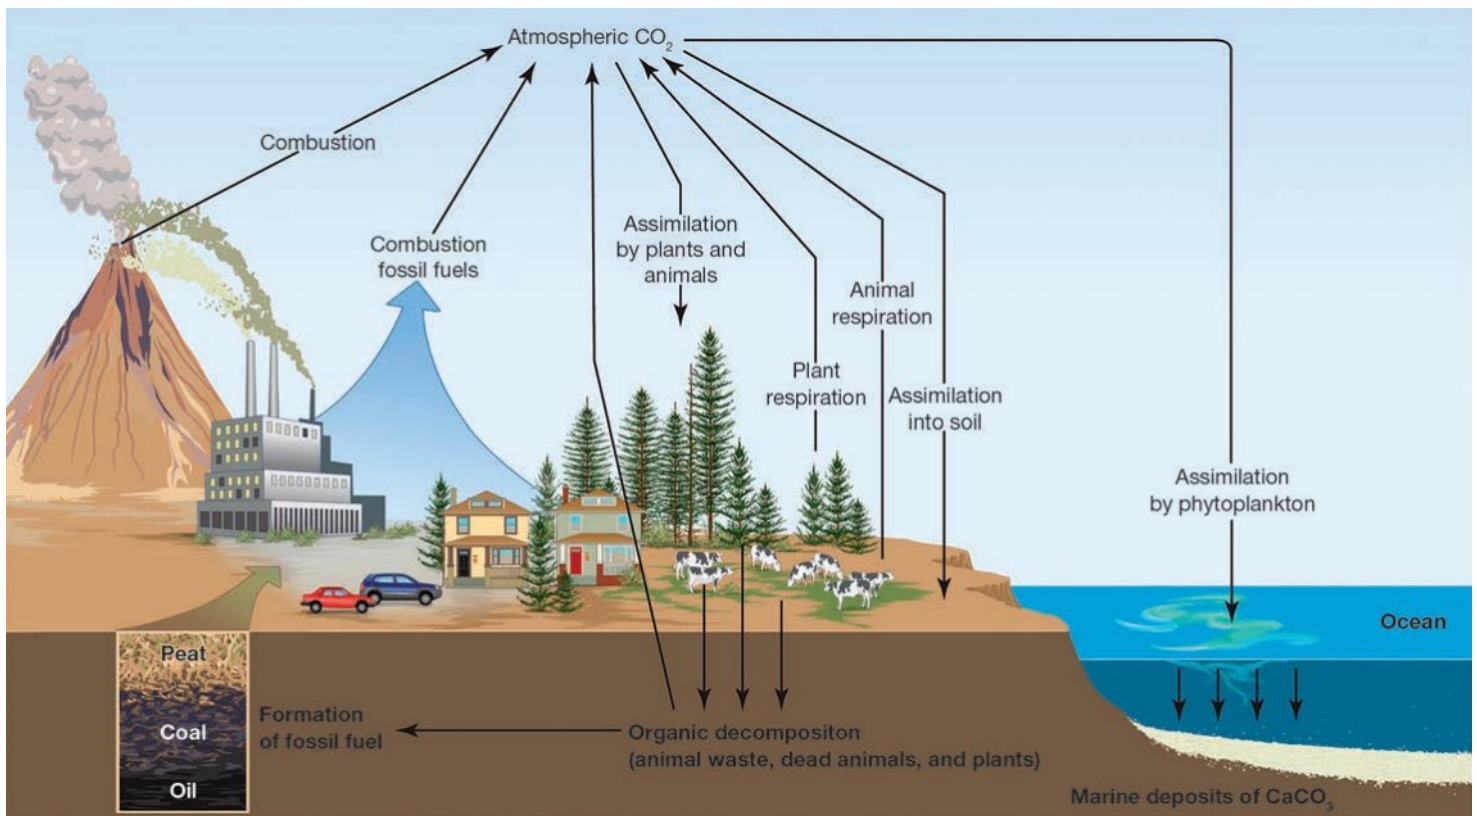 Atmospheric CO₂
Combustion
Combustion
fossil fuels
Assimilation
by plants and
animals
Animal
respiration
Plant
respiration
Assimilation
into soil
Assimilation
by phytoplankton
Ocean
Peat
Coal
Oil
Formation
of fossil fuel
Organic decompositon
(animal waste, dead animals, and plants)
Marine deposits of CaCO₃